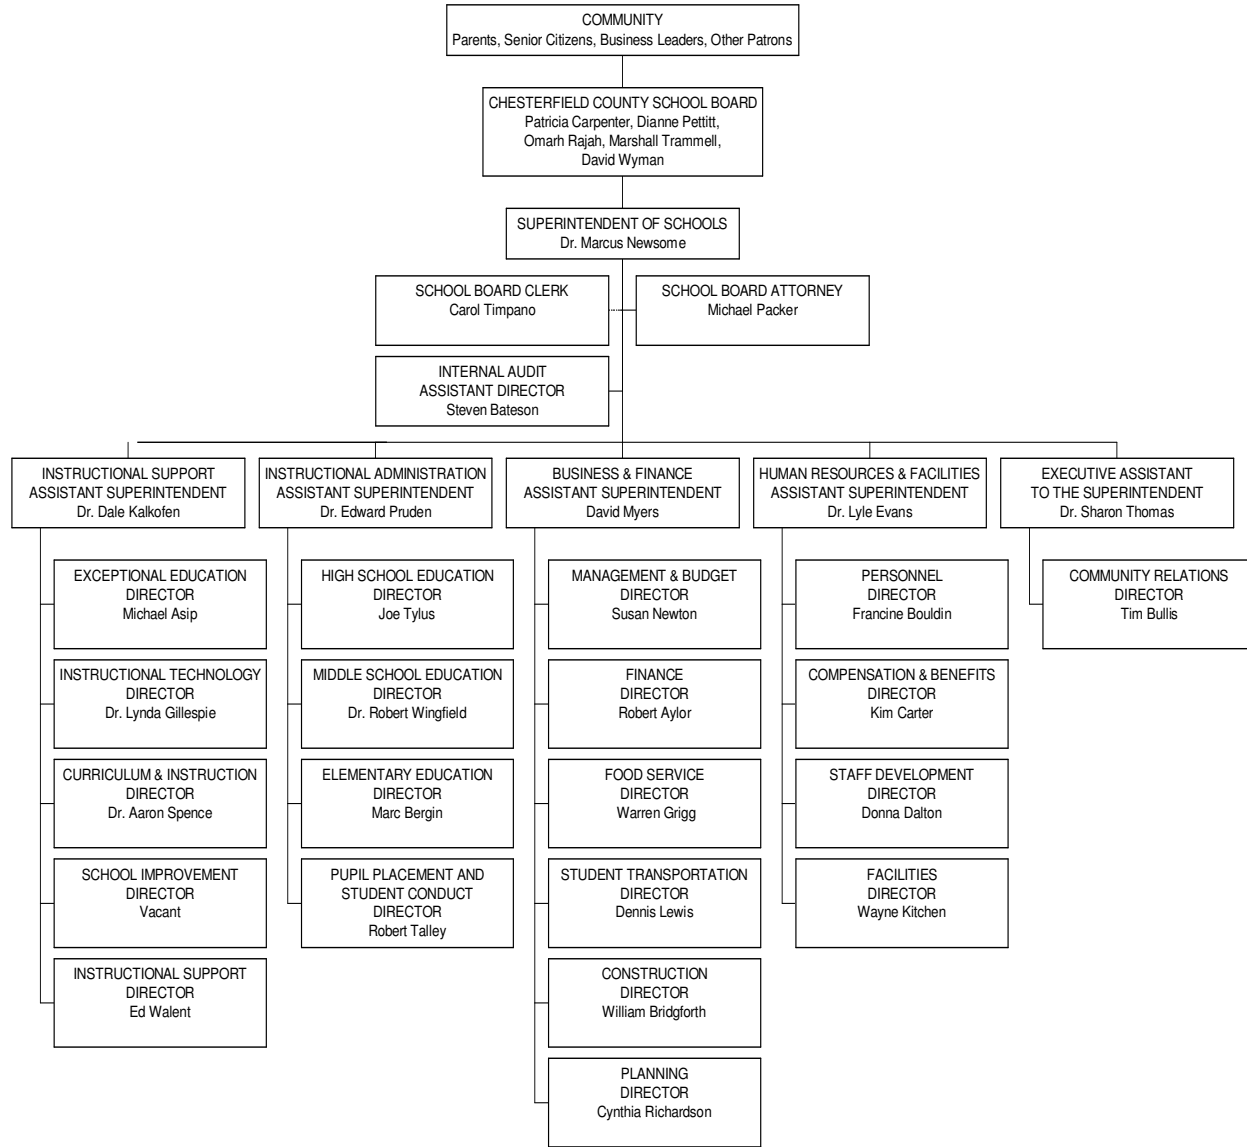 COMMUNITY
Parents, Senior Citizens, Business Leaders, Other Patrons
CHESTERFIELD COUNTY SCHOOL BOARD
Patricia Carpenter, Dianne Pettitt,
Omarh Rajah, Marshall Trammell,
David Wyman
SUPERINTENDENT OF SCHOOLS
Dr. Marcus Newsome
SCHOOL BOARD CLERK
Carol Timpano
SCHOOL BOARD ATTORNEY
Michael Packer
INTERNAL AUDIT
ASSISTANT DIRECTOR
Steven Bateson
INSTRUCTIONAL SUPPORT
ASSISTANT SUPERINTENDENT
Dr. Dale Kalkofen
EXCEPTIONAL EDUCATION
DIRECTOR
Michael Asip
INSTRUCTIONAL TECHNOLOGY
DIRECTOR
Dr. Lynda Gillespie
CURRICULUM & INSTRUCTION
DIRECTOR
Dr. Aaron Spence
SCHOOL IMPROVEMENT
DIRECTOR
Vacant
INSTRUCTIONAL SUPPORT
DIRECTOR
Ed Walent
INSTRUCTIONAL ADMINISTRATION
ASSISTANT SUPERINTENDENT
Dr. Edward Pruden
HIGH SCHOOL EDUCATION
DIRECTOR
Joe Tylus
MIDDLE SCHOOL EDUCATION
DIRECTOR
Dr. Robert Wingfield
ELEMENTARY EDUCATION
DIRECTOR
Marc Bergin
PUPIL PLACEMENT AND
STUDENT CONDUCT
DIRECTOR
Robert Talley
BUSINESS & FINANCE
ASSISTANT SUPERINTENDENT
David Myers
MANAGEMENT & BUDGET
DIRECTOR
Susan Newton
FINANCE
DIRECTOR
Robert Aylor
FOOD SERVICE
DIRECTOR
Warren Grigg
STUDENT TRANSPORTATION
DIRECTOR
Dennis Lewis
CONSTRUCTION
DIRECTOR
William Bridgforth
PLANNING
DIRECTOR
Cynthia Richardson
HUMAN RESOURCES & FACILITIES
ASSISTANT SUPERINTENDENT
Dr. Lyle Evans
PERSONNEL
DIRECTOR
Francine Bouldin
COMPENSATION & BENEFITS
DIRECTOR
Kim Carter
STAFF DEVELOPMENT
DIRECTOR
Donna Dalton
FACILITIES
DIRECTOR
Wayne Kitchen
EXECUTIVE ASSISTANT
TO THE SUPERINTENDENT
Dr. Sharon Thomas
COMMUNITY RELATIONS
DIRECTOR
Tim Bullis